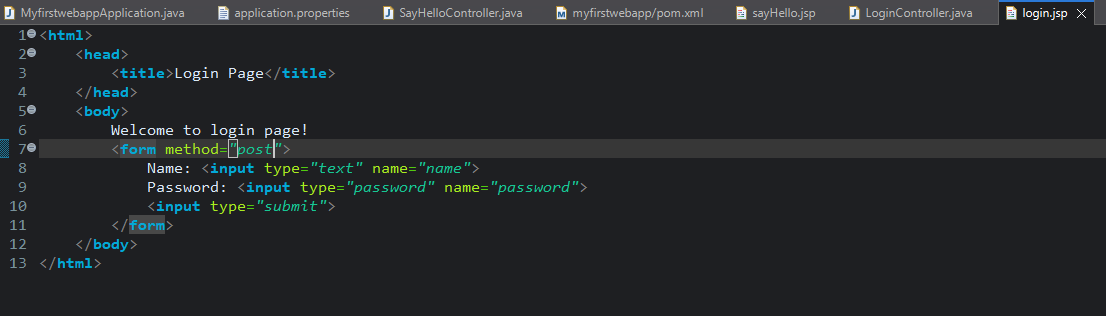 MyfirstwebappApplication.java application.properties SayHelloController.java myfirstwebapp/pom.xml sayHello.jsp LoginController.java login.jsp
1 <html>
2 <head>
3 <title>Login Page</title>
4 </head>
5 <body>
6 Welcome to login page!
7 <form method="post">
8 Name: <input type="text" name="name">
9 Password: <input type="password" name="password">
10 <input type="submit">
11 </form>
12 </body>
13 </html>